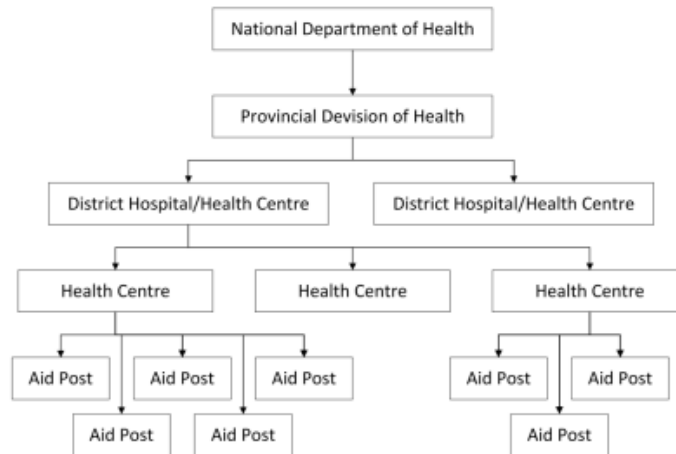 National Department of Health
Provincial Devision of Health
District Hospital/Health Centre
District Hospital/Health Centre
Health Centre
Health Centre
Health Centre
Aid Post
Aid Post
Aid Post
Aid Post
Aid Post
Aid Post
Aid Post
Aid Post